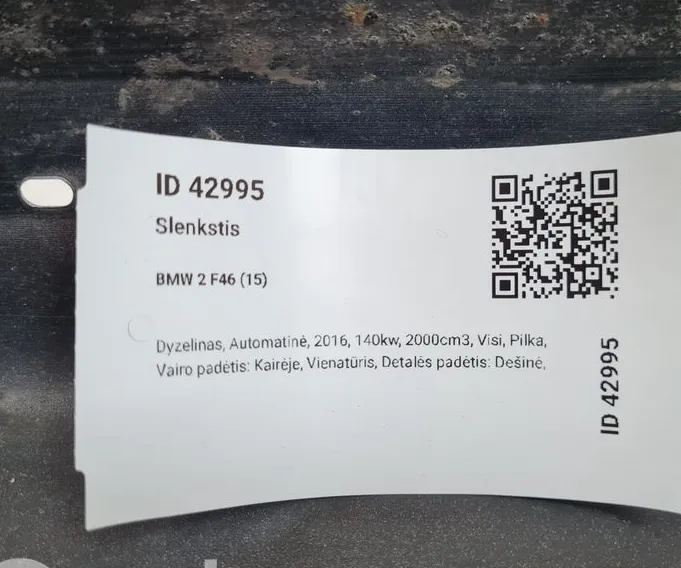 ID 42995
Slenkstis
BMW 2 F46 (15)
Dyzelinas, Automatinė, 2016, 140kw, 2000cm3, Visi, Pilka,
Vairo padėtis: Kairėje, Vienatūris, Detalės padėtis: Dešinė,
ID 42995